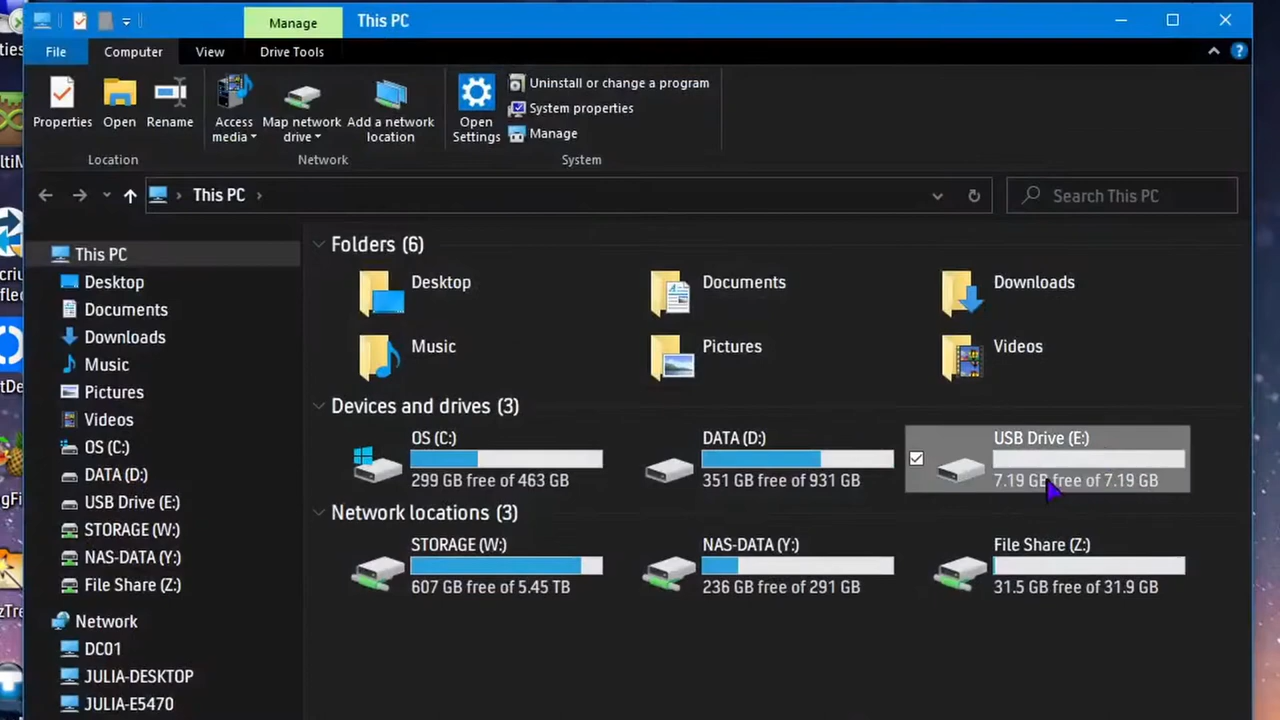 Manage
This PC
File
Computer
View
Drive Tools
Properties
Open
Rename
Access media
Map network drive
Add a network location
Open Settings
Uninstall or change a program
System properties
Manage
Location
Network
System
This PC
Search This PC
This PC
Desktop
Documents
Downloads
Music
Pictures
Videos
OS (C:)
DATA (D:)
USB Drive (E:)
STORAGE (W:)
NAS-DATA (Y:)
File Share (Z:)
Network
DC01
JULIA-DESKTOP
JULIA-E5470
Folders (6)
Desktop
Documents
Downloads
Music
Pictures
Videos
Devices and drives (3)
OS (C:)
299 GB free of 463 GB
DATA (D:)
351 GB free of 931 GB
USB Drive (E:)
7.19 GB free of 7.19 GB
Network locations (3)
STORAGE (W:)
607 GB free of 5.45 TB
NAS-DATA (Y:)
236 GB free of 291 GB
File Share (Z:)
31.5 GB free of 31.9 GB